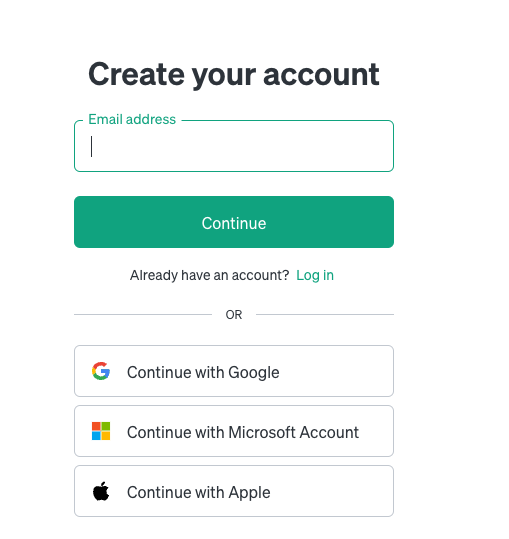 Create your account
Email address
Continue
Already have an account? Log in
OR
Continue with Google
Continue with Microsoft Account
Continue with Apple